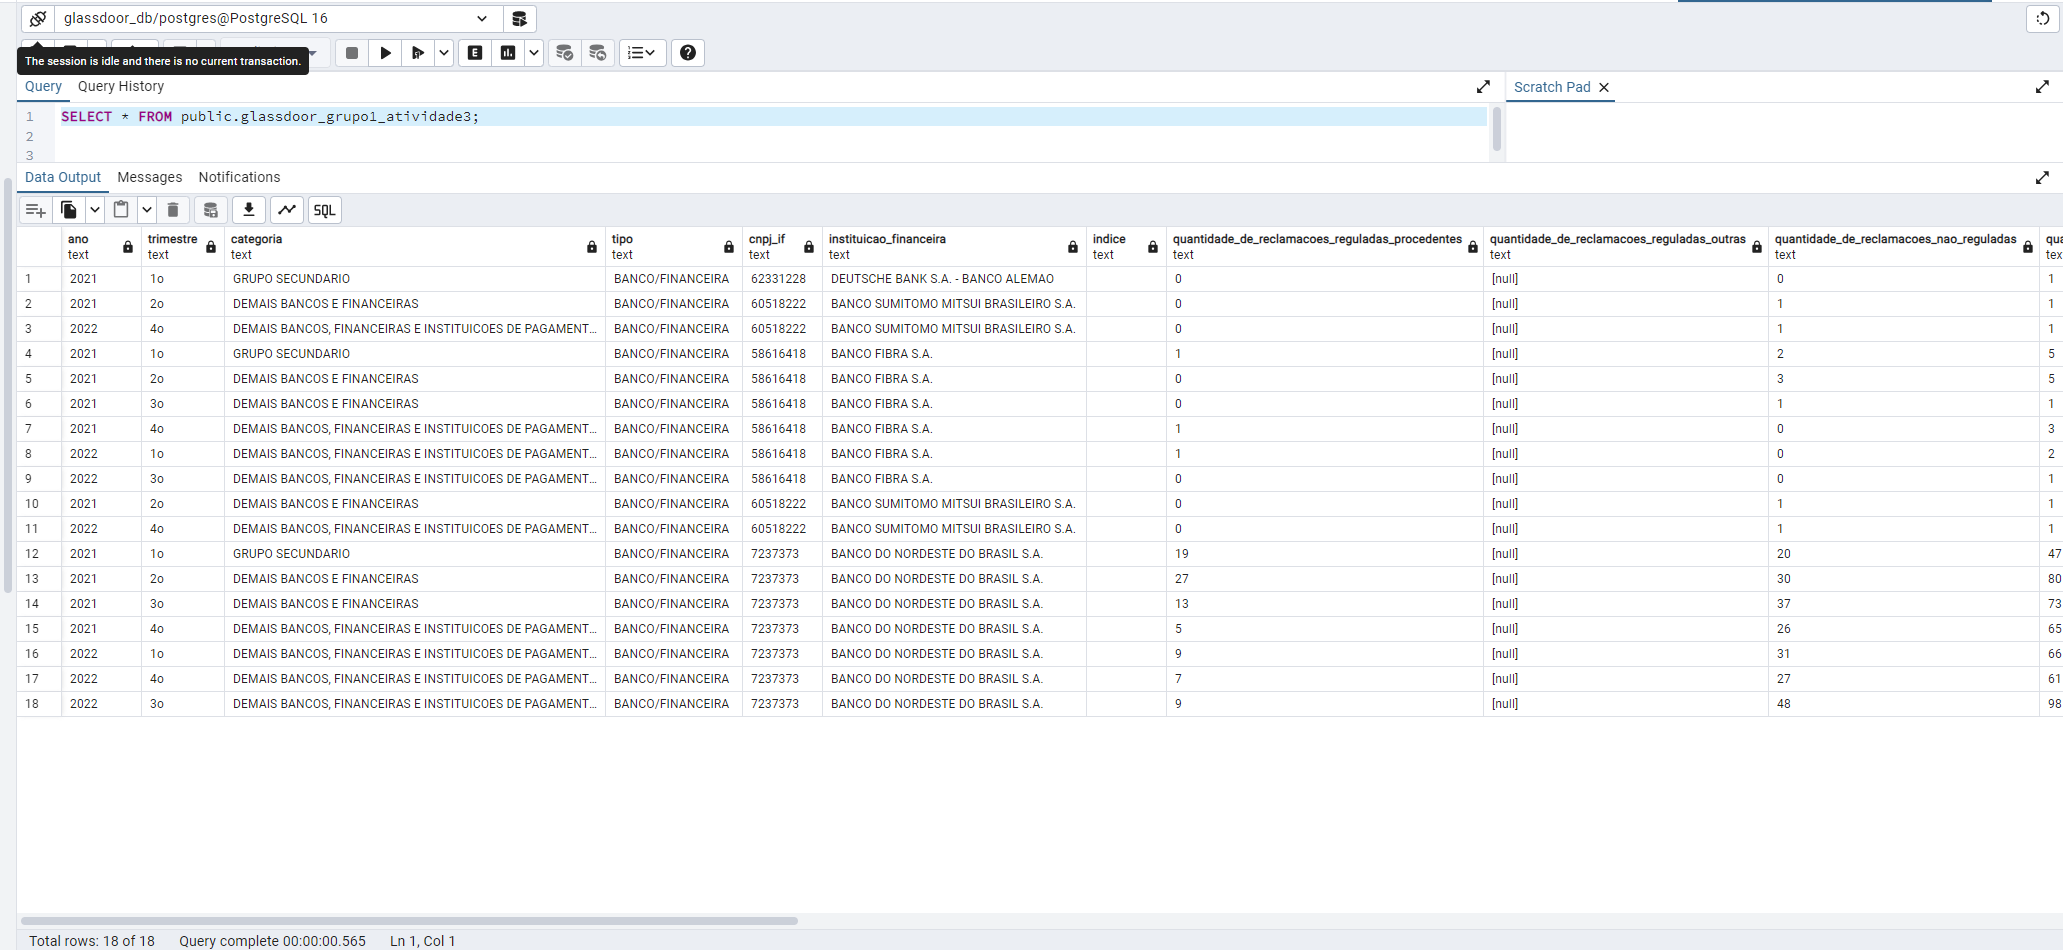 glassdoor_db/postgres@PostgreSQL 16
The session is idle and there is no current transaction.
Query Query History
Scratch Pad
1 SELECT * FROM public.glassdoor_grupo1_atividade3;
2
3
Data Output Messages Notifications
SQL
ano trimestre categoria tipo cnpj_if instituicao_financeira indice quantidade_de_reclamacoes_reguladas_procedentes quantidade_de_reclamacoes_reguladas_outras quantidade_de_reclamacoes_nao_reguladas
text text text text text text text text text text
1 2021 1o GRUPO SECUNDARIO BANCO/FINANCEIRA 62331228 DEUTSCHE BANK S.A. - BANCO ALEMAO 0 [null] 0 1
2 2021 2o DEMAIS BANCOS E FINANCEIRAS BANCO/FINANCEIRA 60518222 BANCO SUMITOMO MITSUI BRASILEIRO S.A. 0 [null] 1 1
3 2022 4o DEMAIS BANCOS, FINANCEIRAS E INSTITUICOES DE PAGAMENT... BANCO/FINANCEIRA 60518222 BANCO SUMITOMO MITSUI BRASILEIRO S.A. 0 [null] 1 1
4 2021 1o GRUPO SECUNDARIO BANCO/FINANCEIRA 58616418 BANCO FIBRA S.A. 1 [null] 2 5
5 2021 2o DEMAIS BANCOS E FINANCEIRAS BANCO/FINANCEIRA 58616418 BANCO FIBRA S.A. 0 [null] 3 5
6 2021 3o DEMAIS BANCOS E FINANCEIRAS BANCO/FINANCEIRA 58616418 BANCO FIBRA S.A. 0 [null] 1 1
7 2021 4o DEMAIS BANCOS, FINANCEIRAS E INSTITUICOES DE PAGAMENT... BANCO/FINANCEIRA 58616418 BANCO FIBRA S.A. 1 [null] 0 3
8 2022 1o DEMAIS BANCOS, FINANCEIRAS E INSTITUICOES DE PAGAMENT... BANCO/FINANCEIRA 58616418 BANCO FIBRA S.A. 1 [null] 0 2
9 2022 3o DEMAIS BANCOS, FINANCEIRAS E INSTITUICOES DE PAGAMENT... BANCO/FINANCEIRA 58616418 BANCO FIBRA S.A. 0 [null] 0 1
10 2021 2o DEMAIS BANCOS E FINANCEIRAS BANCO/FINANCEIRA 60518222 BANCO SUMITOMO MITSUI BRASILEIRO S.A. 0 [null] 1 1
11 2022 4o DEMAIS BANCOS, FINANCEIRAS E INSTITUICOES DE PAGAMENT... BANCO/FINANCEIRA 60518222 BANCO SUMITOMO MITSUI BRASILEIRO S.A. 0 [null] 1 1
12 2021 1o GRUPO SECUNDARIO BANCO/FINANCEIRA 7237373 BANCO DO NORDESTE DO BRASIL S.A. 19 [null] 20 47
13 2021 2o DEMAIS BANCOS E FINANCEIRAS BANCO/FINANCEIRA 7237373 BANCO DO NORDESTE DO BRASIL S.A. 27 [null] 30 80
14 2021 3o DEMAIS BANCOS E FINANCEIRAS BANCO/FINANCEIRA 7237373 BANCO DO NORDESTE DO BRASIL S.A. 13 [null] 37 73
15 2021 4o DEMAIS BANCOS, FINANCEIRAS E INSTITUICOES DE PAGAMENT... BANCO/FINANCEIRA 7237373 BANCO DO NORDESTE DO BRASIL S.A. 5 [null] 26 65
16 2022 1o DEMAIS BANCOS, FINANCEIRAS E INSTITUICOES DE PAGAMENT... BANCO/FINANCEIRA 7237373 BANCO DO NORDESTE DO BRASIL S.A. 9 [null] 31 66
17 2022 4o DEMAIS BANCOS, FINANCEIRAS E INSTITUICOES DE PAGAMENT... BANCO/FINANCEIRA 7237373 BANCO DO NORDESTE DO BRASIL S.A. 7 [null] 27 61
18 2022 3o DEMAIS BANCOS, FINANCEIRAS E INSTITUICOES DE PAGAMENT... BANCO/FINANCEIRA 7237373 BANCO DO NORDESTE DO BRASIL S.A. 9 [null] 48 98
Total rows: 18 of 18 Query complete 00:00:00.565 Ln 1, Col 1